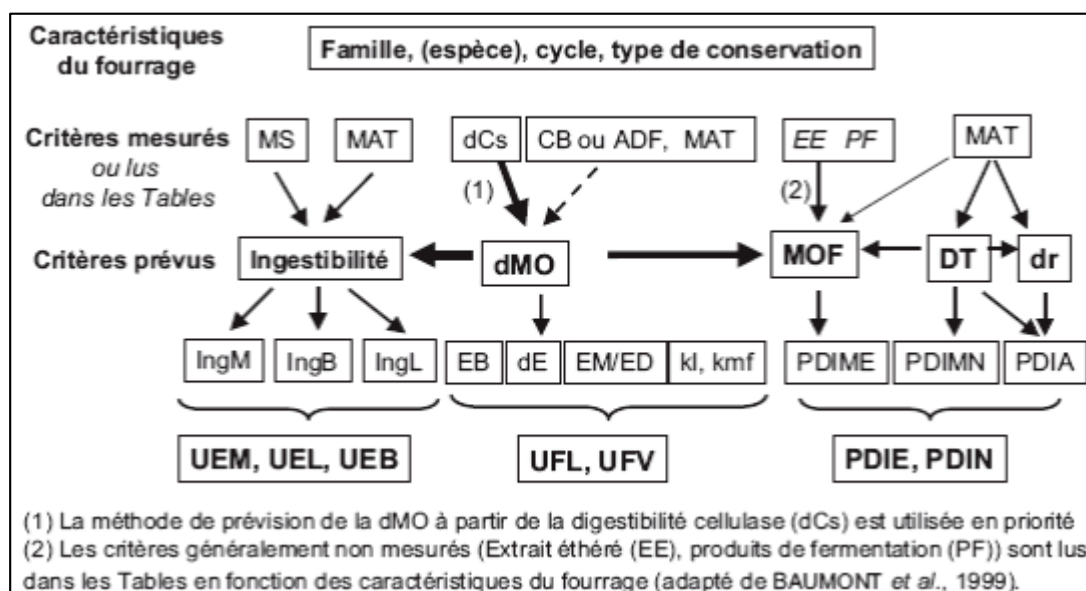 Caractéristiques
du fourrage
Famille, (espèce), cycle, type de conservation
Critères mesurés
ou lus
dans les Tables
MS MAT dCs CB ou ADF, MAT EE PF MAT
(1) (2)
Critères prévus Ingestibilité dMO MOF DT dr
IngM IngB IngL EB dE EM/ED kl, kmf PDIME PDIMN PDIA
UEM, UEL, UEB UFL, UFV PDIE, PDIN
(1) La méthode de prévision de la dMO à partir de la digestibilité cellulase (dCs) est utilisée en priorité
(2) Les critères généralement non mesurés (Extrait éthéré (EE), produits de fermentation (PF)) sont lus
dans les Tables en fonction des caractéristiques du fourrage (adapté de BAUMONT et al., 1999).